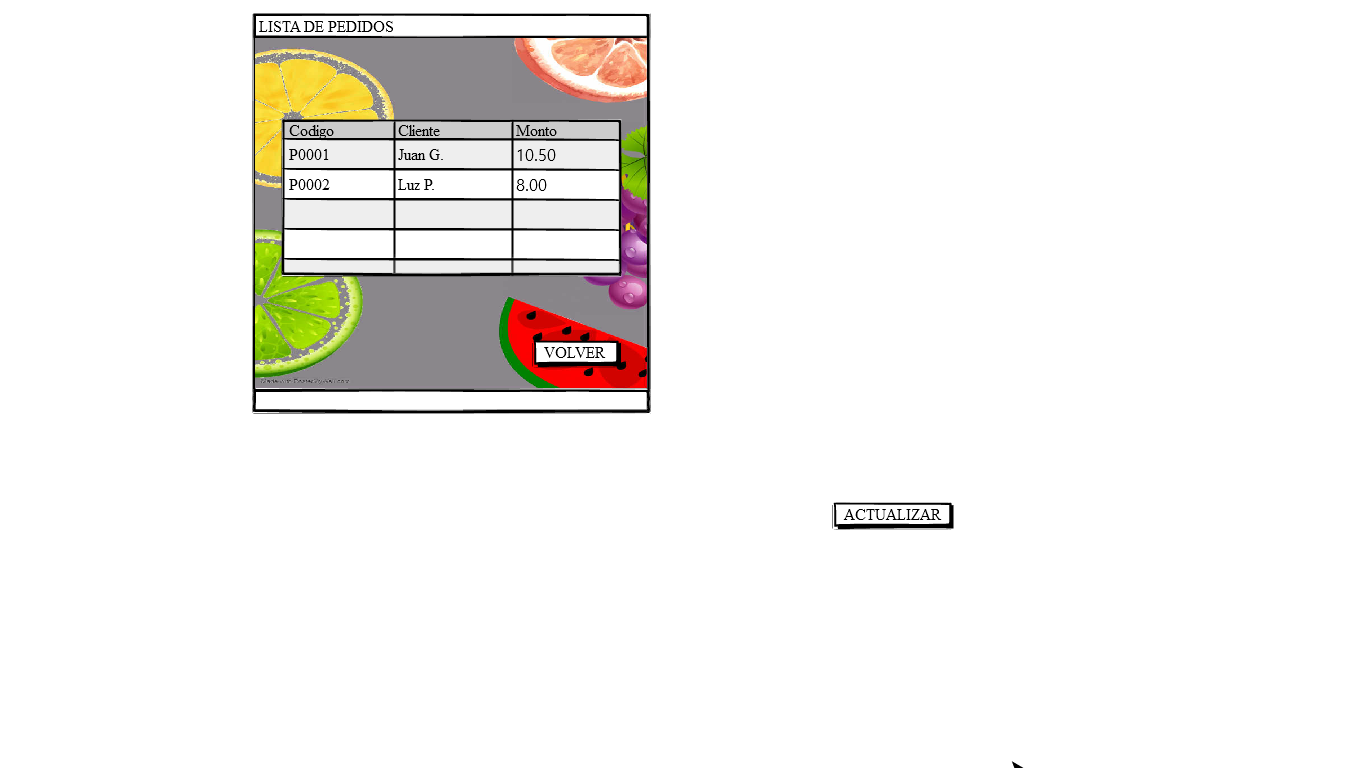 LISTA DE PEDIDOS
Codigo Cliente Monto
P0001 Juan G. 10.50
P0002 Luz P. 8.00
VOLVER
ACTUALIZAR